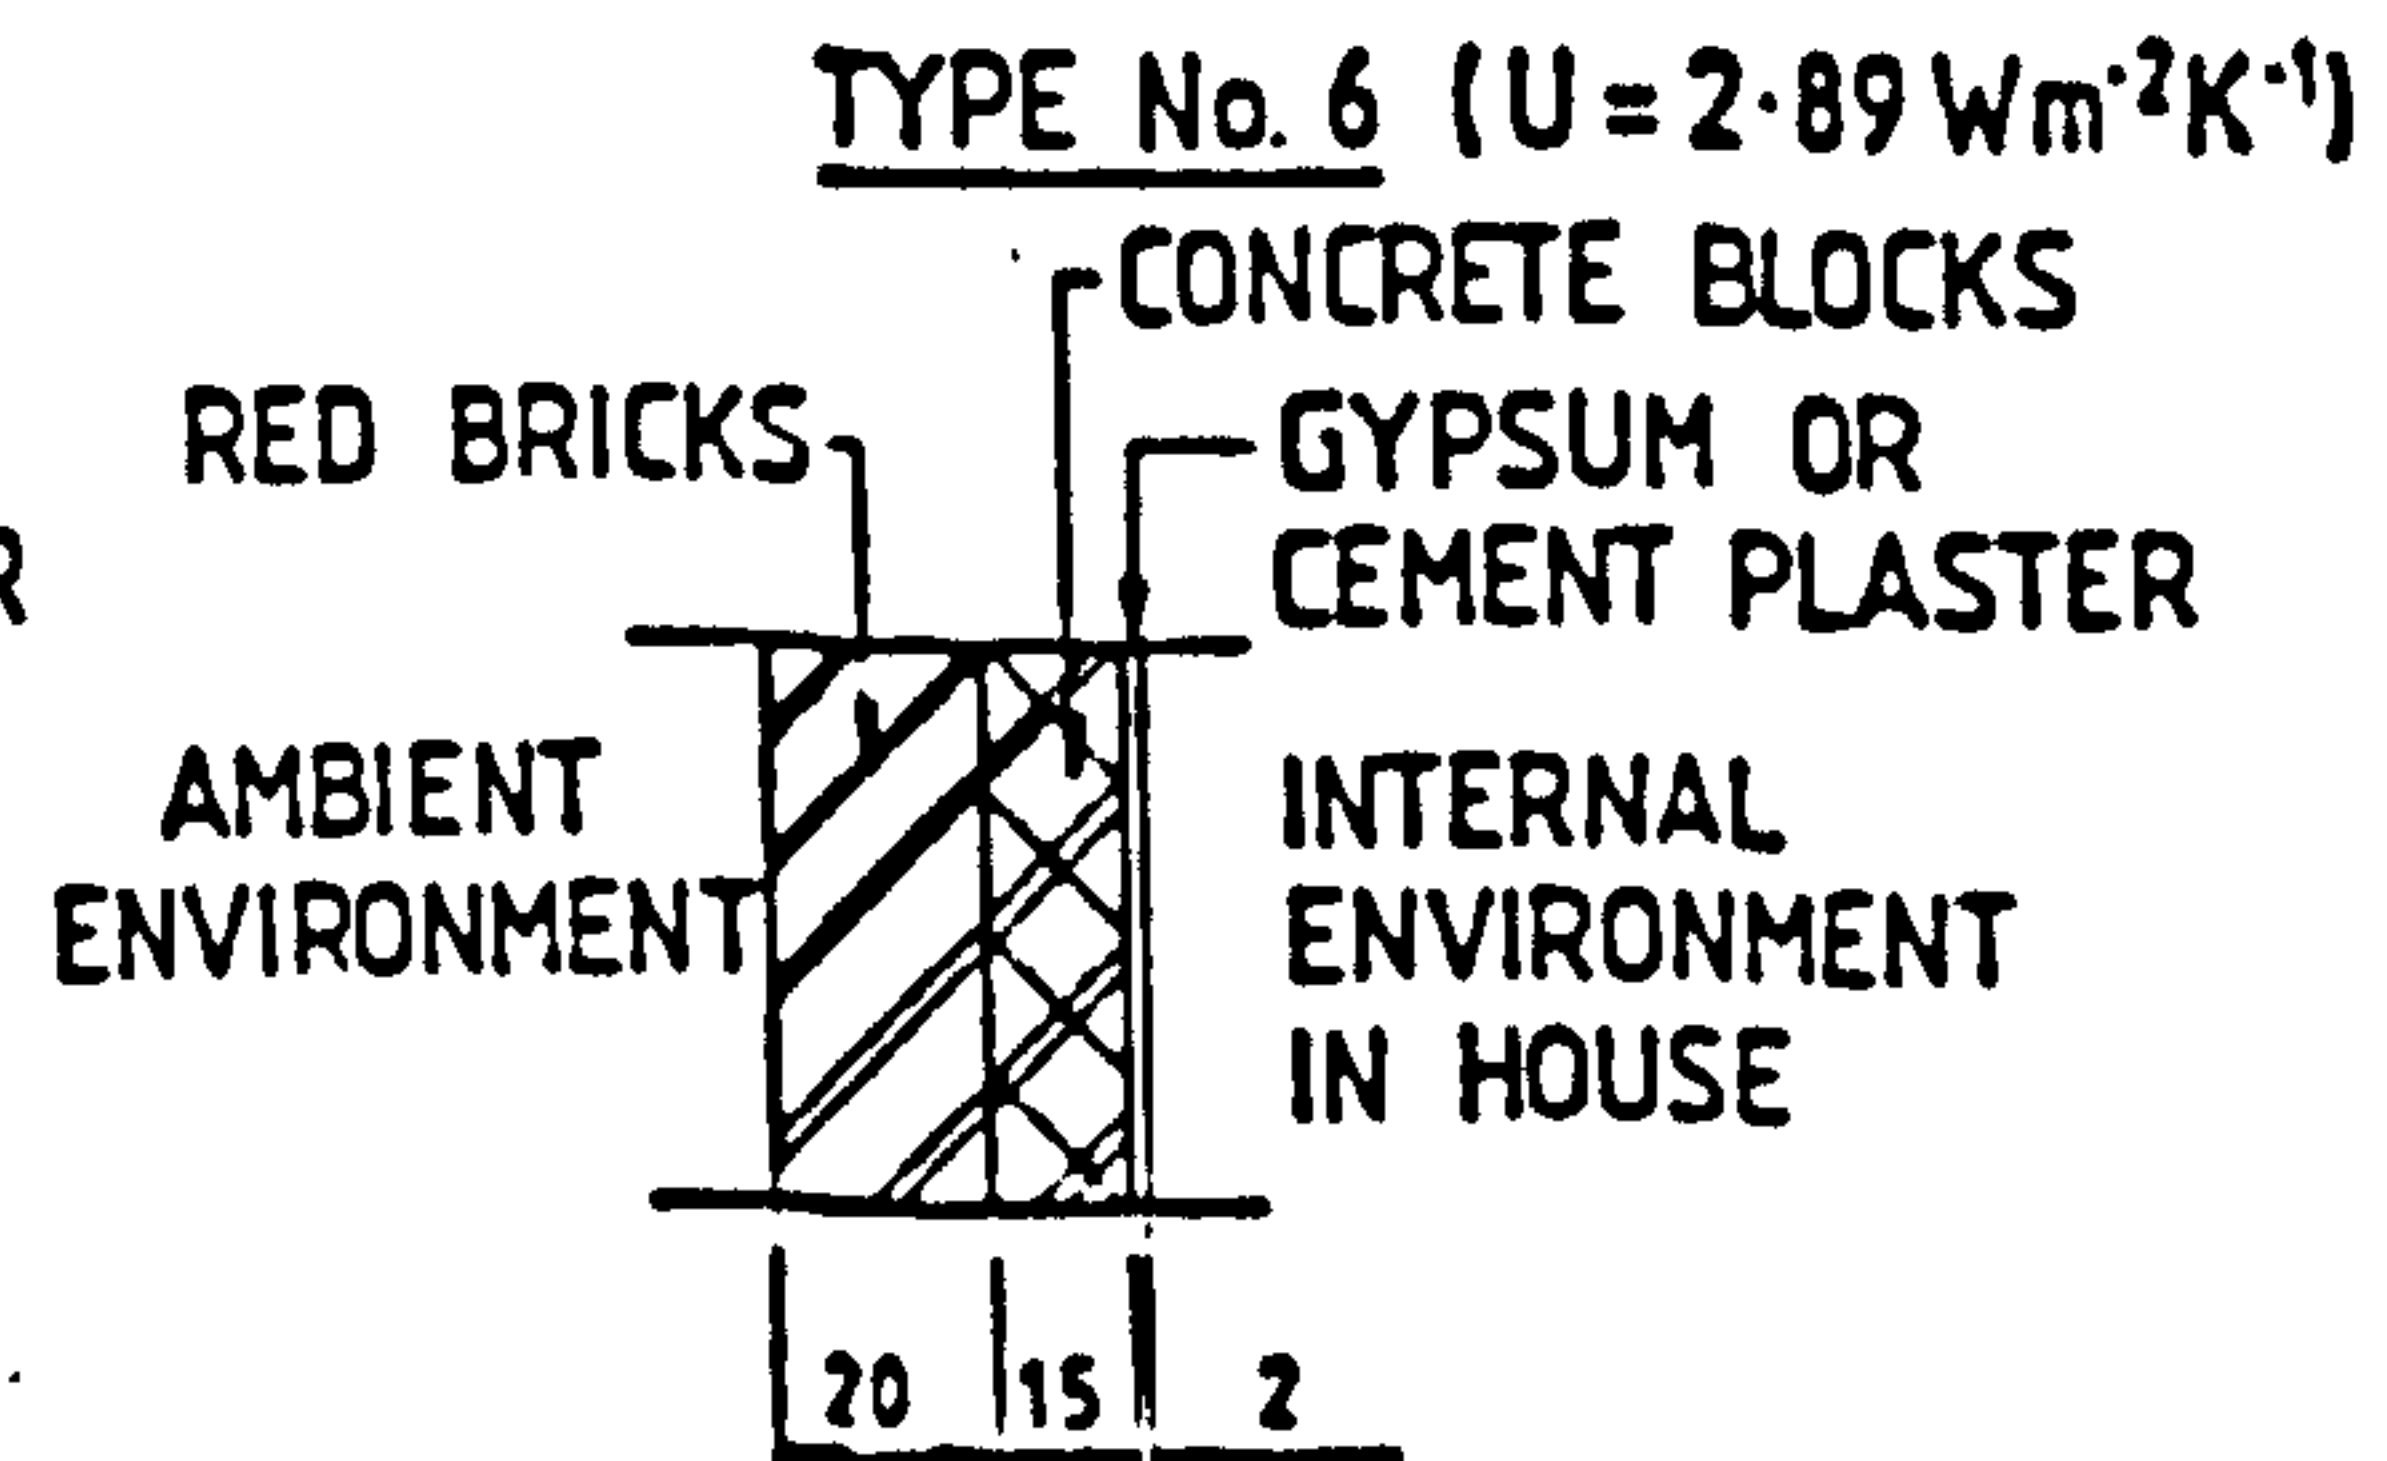 TYPE No. 6 (U = 2·89 Wm⁻²K⁻¹)
CONCRETE BLOCKS
RED BRICKS
GYPSUM OR
CEMENT PLASTER
R
AMBIENT
ENVIRONMENT
INTERNAL
ENVIRONMENT
IN HOUSE
20 15 2